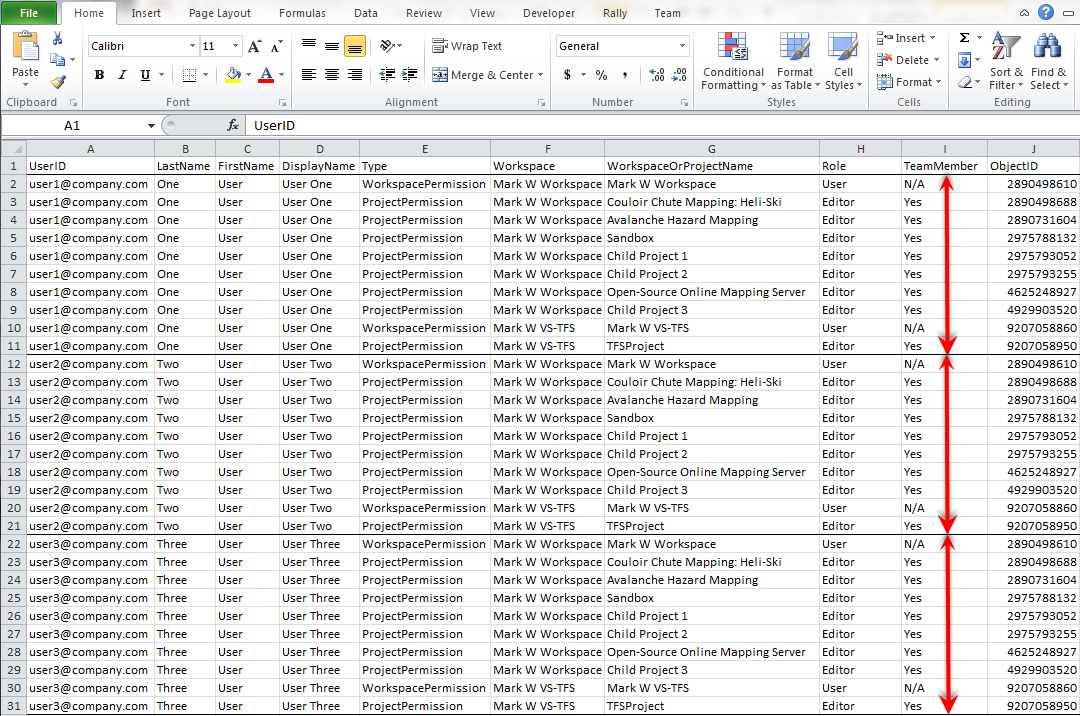 File Home Insert Page Layout Formulas Data Review View Developer Rally Team
Calibri 11 A A Wrap Text General Insert Σ
Paste B I U A Merge & Center $ % , .0 .00 .00 .0 Conditional Formatting Format as Table Cell Styles Delete Format Sort & Filter Find & Select
Clipboard Font Alignment Number Styles Cells Editing
A1 fx UserID
A B C D E F G H I J
1 UserID LastName FirstName DisplayName Type Workspace WorkspaceOrProjectName Role TeamMember ObjectID
2 user1@company.com One User User One WorkspacePermission Mark W Workspace Mark W Workspace User N/A 2890498610
3 user1@company.com One User User One ProjectPermission Mark W Workspace Couloir Chute Mapping: Heli-Ski Editor Yes 2890498688
4 user1@company.com One User User One ProjectPermission Mark W Workspace Avalanche Hazard Mapping Editor Yes 2890731604
5 user1@company.com One User User One ProjectPermission Mark W Workspace Sandbox Editor Yes 2975788132
6 user1@company.com One User User One ProjectPermission Mark W Workspace Child Project 1 Editor Yes 2975793052
7 user1@company.com One User User One ProjectPermission Mark W Workspace Child Project 2 Editor Yes 2975793255
8 user1@company.com One User User One ProjectPermission Mark W Workspace Open-Source Online Mapping Server Editor Yes 4625248927
9 user1@company.com One User User One ProjectPermission Mark W Workspace Child Project 3 Editor Yes 4929903520
10 user1@company.com One User User One WorkspacePermission Mark W VS-TFS Mark W VS-TFS User N/A 9207058860
11 user1@company.com One User User One ProjectPermission Mark W VS-TFS TFSProject Editor Yes 9207058950
12 user2@company.com Two User User Two WorkspacePermission Mark W Workspace Mark W Workspace User N/A 2890498610
13 user2@company.com Two User User Two ProjectPermission Mark W Workspace Couloir Chute Mapping: Heli-Ski Editor Yes 2890498688
14 user2@company.com Two User User Two ProjectPermission Mark W Workspace Avalanche Hazard Mapping Editor Yes 2890731604
15 user2@company.com Two User User Two ProjectPermission Mark W Workspace Sandbox Editor Yes 2975788132
16 user2@company.com Two User User Two ProjectPermission Mark W Workspace Child Project 1 Editor Yes 2975793052
17 user2@company.com Two User User Two ProjectPermission Mark W Workspace Child Project 2 Editor Yes 2975793255
18 user2@company.com Two User User Two ProjectPermission Mark W Workspace Open-Source Online Mapping Server Editor Yes 4625248927
19 user2@company.com Two User User Two ProjectPermission Mark W Workspace Child Project 3 Editor Yes 4929903520
20 user2@company.com Two User User Two WorkspacePermission Mark W VS-TFS Mark W VS-TFS User N/A 9207058860
21 user2@company.com Two User User Two ProjectPermission Mark W VS-TFS TFSProject Editor Yes 9207058950
22 user3@company.com Three User User Three WorkspacePermission Mark W Workspace Mark W Workspace User N/A 2890498610
23 user3@company.com Three User User Three ProjectPermission Mark W Workspace Couloir Chute Mapping: Heli-Ski Editor Yes 2890498688
24 user3@company.com Three User User Three ProjectPermission Mark W Workspace Avalanche Hazard Mapping Editor Yes 2890731604
25 user3@company.com Three User User Three ProjectPermission Mark W Workspace Sandbox Editor Yes 2975788132
26 user3@company.com Three User User Three ProjectPermission Mark W Workspace Child Project 1 Editor Yes 2975793052
27 user3@company.com Three User User Three ProjectPermission Mark W Workspace Child Project 2 Editor Yes 2975793255
28 user3@company.com Three User User Three ProjectPermission Mark W Workspace Open-Source Online Mapping Server Editor Yes 4625248927
29 user3@company.com Three User User Three ProjectPermission Mark W Workspace Child Project 3 Editor Yes 4929903520
30 user3@company.com Three User User Three WorkspacePermission Mark W VS-TFS Mark W VS-TFS User N/A 9207058860
31 user3@company.com Three User User Three ProjectPermission Mark W VS-TFS TFSProject Editor Yes 9207058950